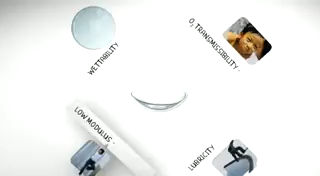 WETTABILITY
O₂ TRANSMISSIBILITY -
LOW MODULUS -
LUBRICITY